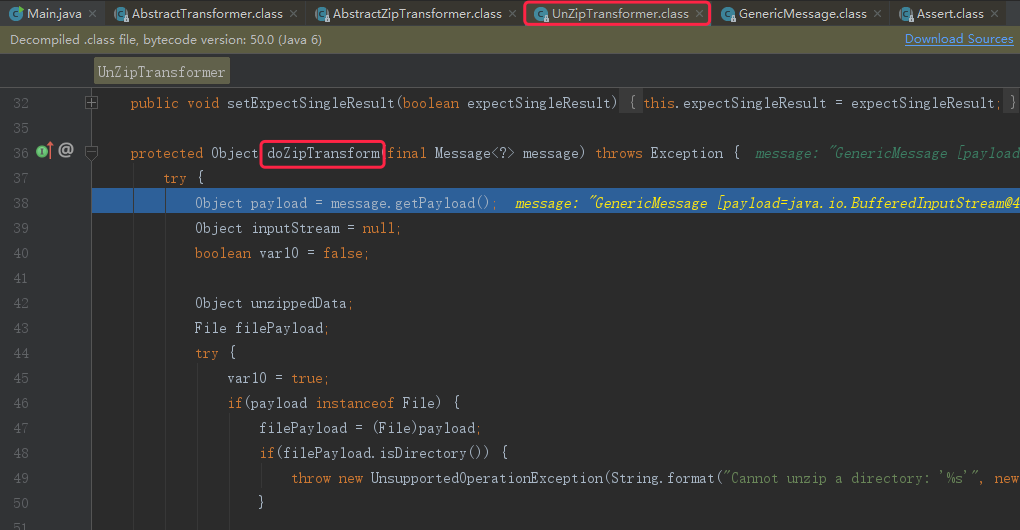 Main.java × AbstractTransformer.class × AbstractZipTransformer.class × UnZipTransformer.class × GenericMessage.class × Assert.class ×
Decompiled .class file, bytecode version: 50.0 (Java 6) Download Sources
UnZipTransformer
32 public void setExpectSingleResult(boolean expectSingleResult) { this.expectSingleResult = expectSingleResult; }
35
36 @ protected Object doZipTransform(final Message<?> message) throws Exception { message: "GenericMessage [payload
37 try {
38 Object payload = message.getPayload(); message: "GenericMessage [payload=java.io.BufferedInputStream@4
39 Object inputStream = null;
40 boolean var10 = false;
41
42 Object unzippedData;
43 File filePayload;
44 try {
45 var10 = true;
46 if(payload instanceof File) {
47 filePayload = (File)payload;
48 if(filePayload.isDirectory()) {
49 throw new UnsupportedOperationException(String.format("Cannot unzip a directory: '%s'", new
50 }
51